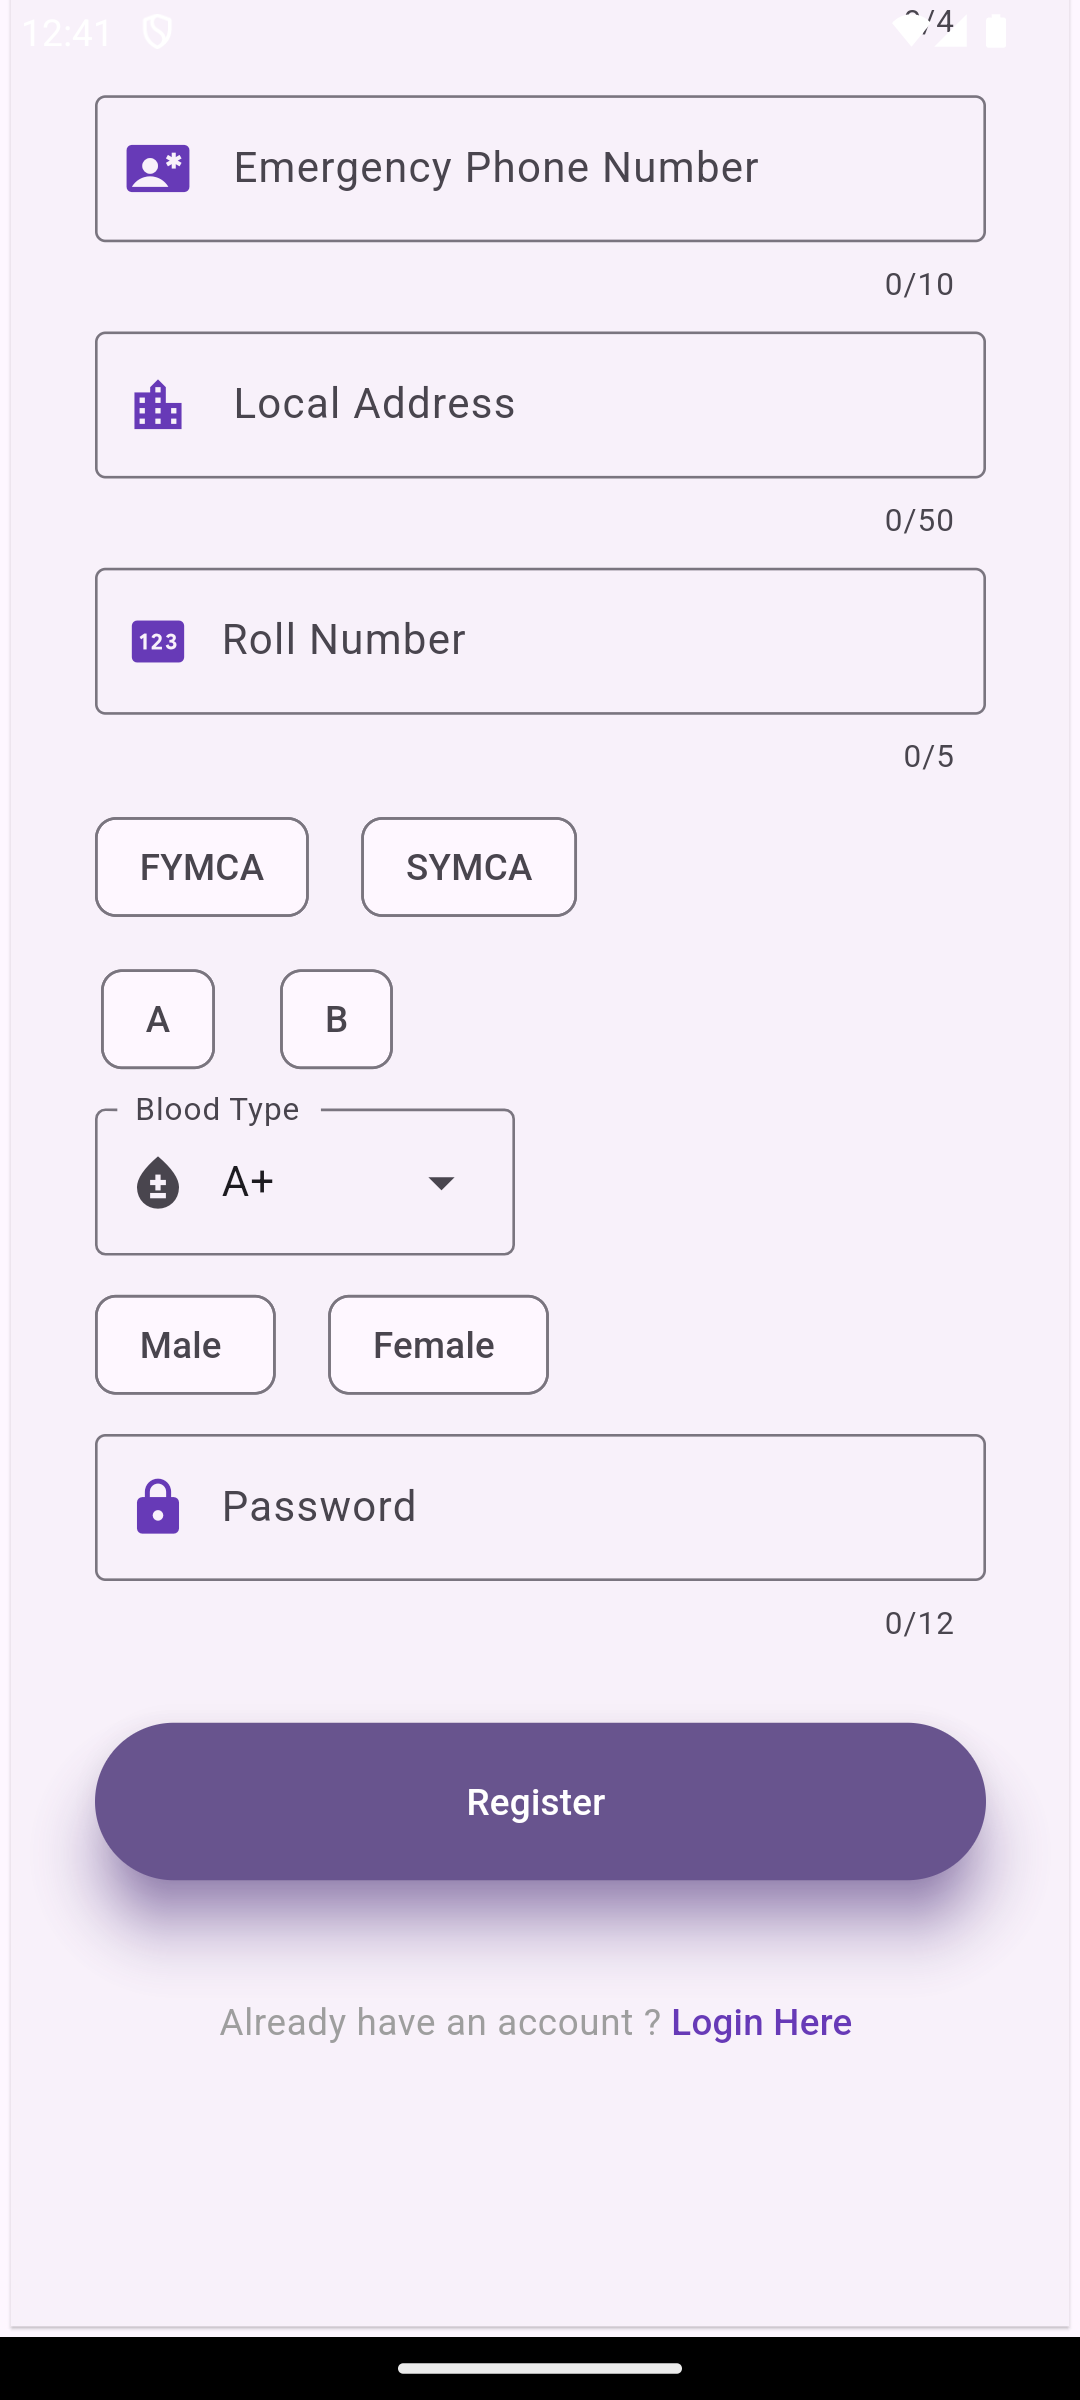 12:41
0/4
Emergency Phone Number
0/10
Local Address
0/50
123 Roll Number
0/5
FYMCA SYMCA
A B
Blood Type
A+
Male Female
Password
0/12
Register
Already have an account ? Login Here